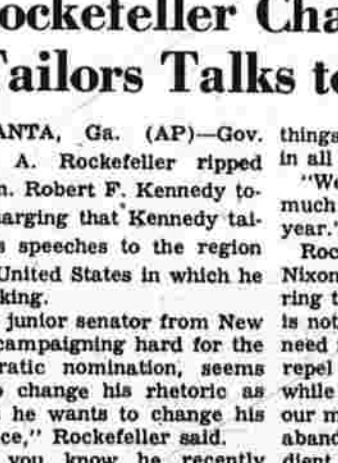 ockefeller Cha
ailors Talks to
ANTA, Ga. (AP)—Gov.
A. Rockefeller ripped
n. Robert F. Kennedy to-
arging that Kennedy tai-
s speeches to the region
United States in which he
king.
junior senator from New
campaigning hard for the
ratic nomination, seems
o change his rhetoric as
he wants to change his
ce," Rockefeller said.
you know he recently
things
in all
"We
much
year."
Roc
Nixon
ring t
is not
need
repel
while
our m
aband
dient